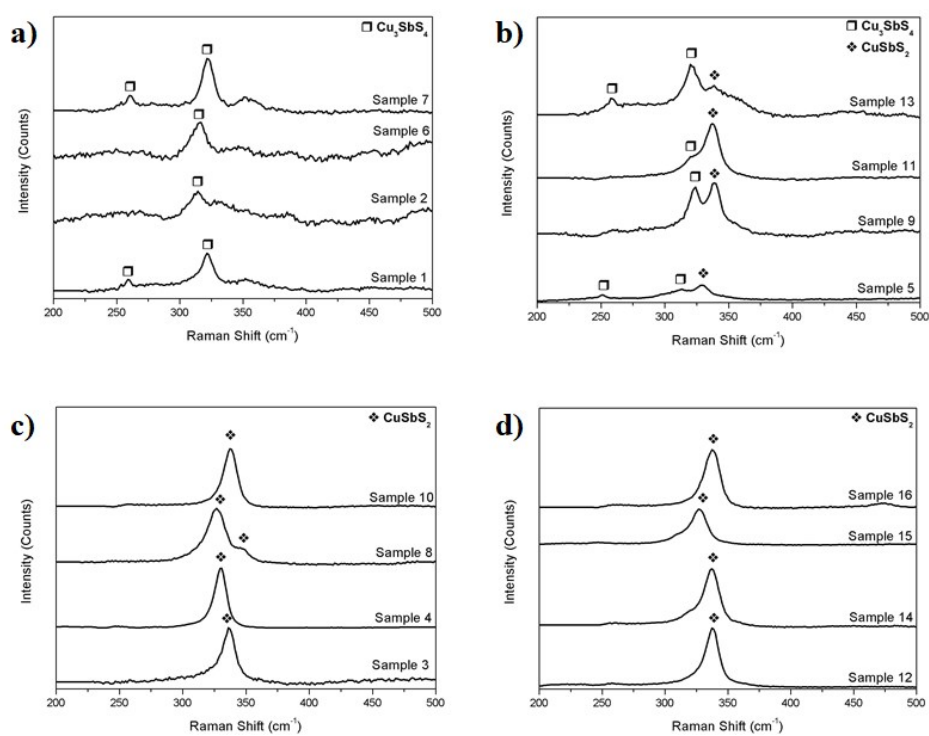 a)
❒ Cu₃SbS₄
Sample 7
Sample 6
Sample 2
Sample 1
Intensity (Counts)
200 250 300 350 400 450 500
Raman Shift (cm⁻¹)
b)
❒ Cu₃SbS₄
❖ CuSbS₂
Sample 13
Sample 11
Sample 9
Sample 5
Intensity (Counts)
200 250 300 350 400 450 500
Raman Shift (cm⁻¹)
c)
❖ CuSbS₂
Sample 10
Sample 8
Sample 4
Sample 3
Intensity (Counts)
200 250 300 350 400 450 500
Raman Shift (cm⁻¹)
d)
❖ CuSbS₂
Sample 16
Sample 15
Sample 14
Sample 12
Intensity (Counts)
200 250 300 350 400 450 500
Raman Shift (cm⁻¹)